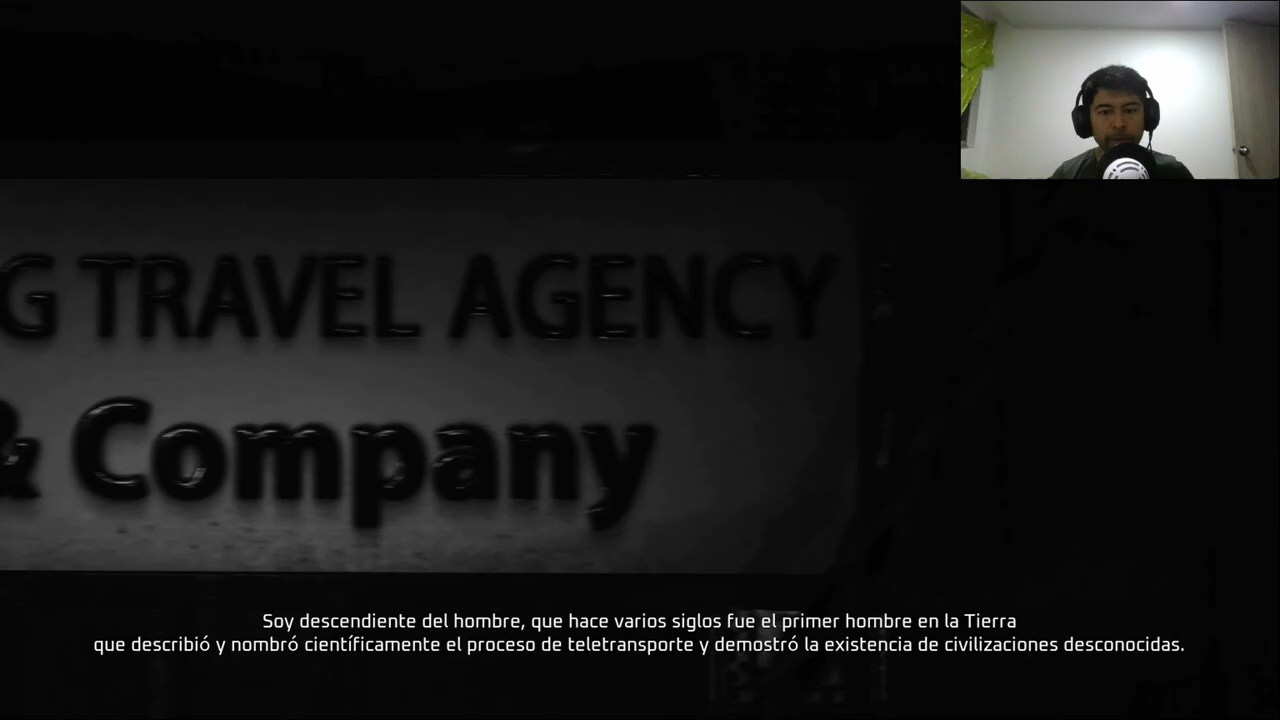 G TRAVEL AGENCY
& Company
Soy descendiente del hombre, que hace varios siglos fue el primer hombre en la Tierra
que describió y nombró científicamente el proceso de teletransporte y demostró la existencia de civilizaciones desconocidas.